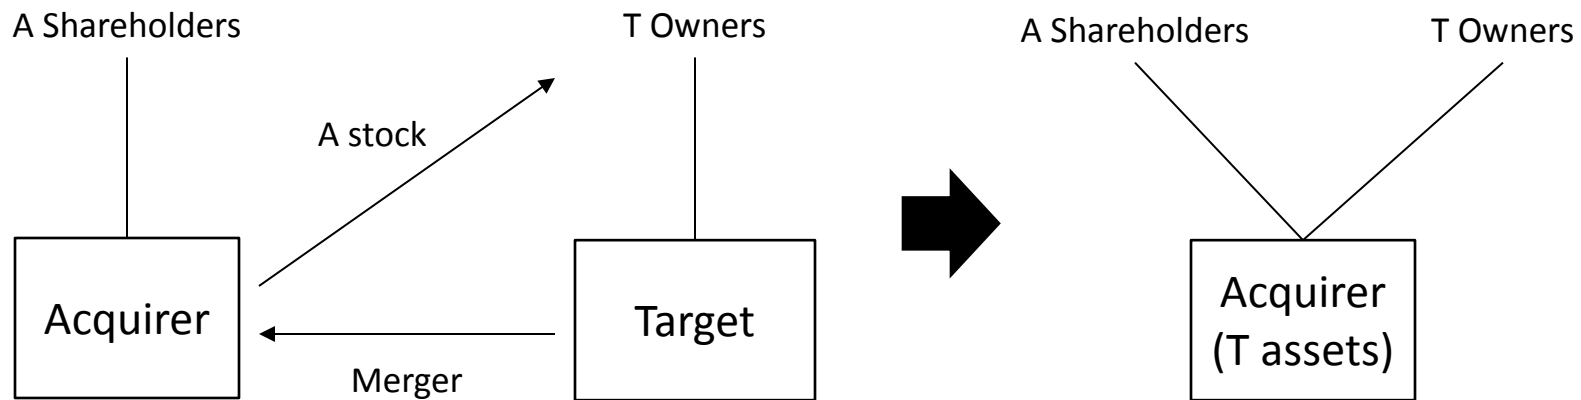 A Shareholders
T Owners
A stock
Acquirer
Target
Merger
A Shareholders
T Owners
Acquirer
(T assets)